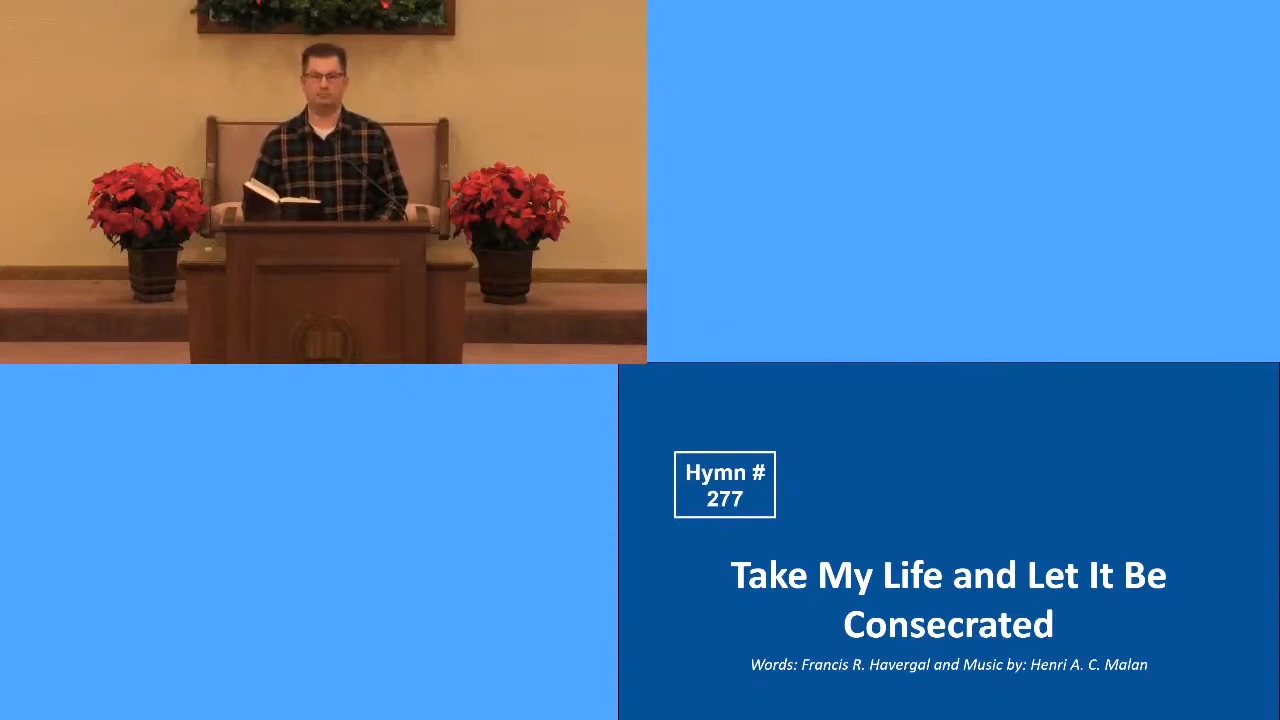 Hymn #
277
Take My Life and Let It Be
Consecrated
Words: Francis R. Havergal and Music by: Henri A. C. Malan